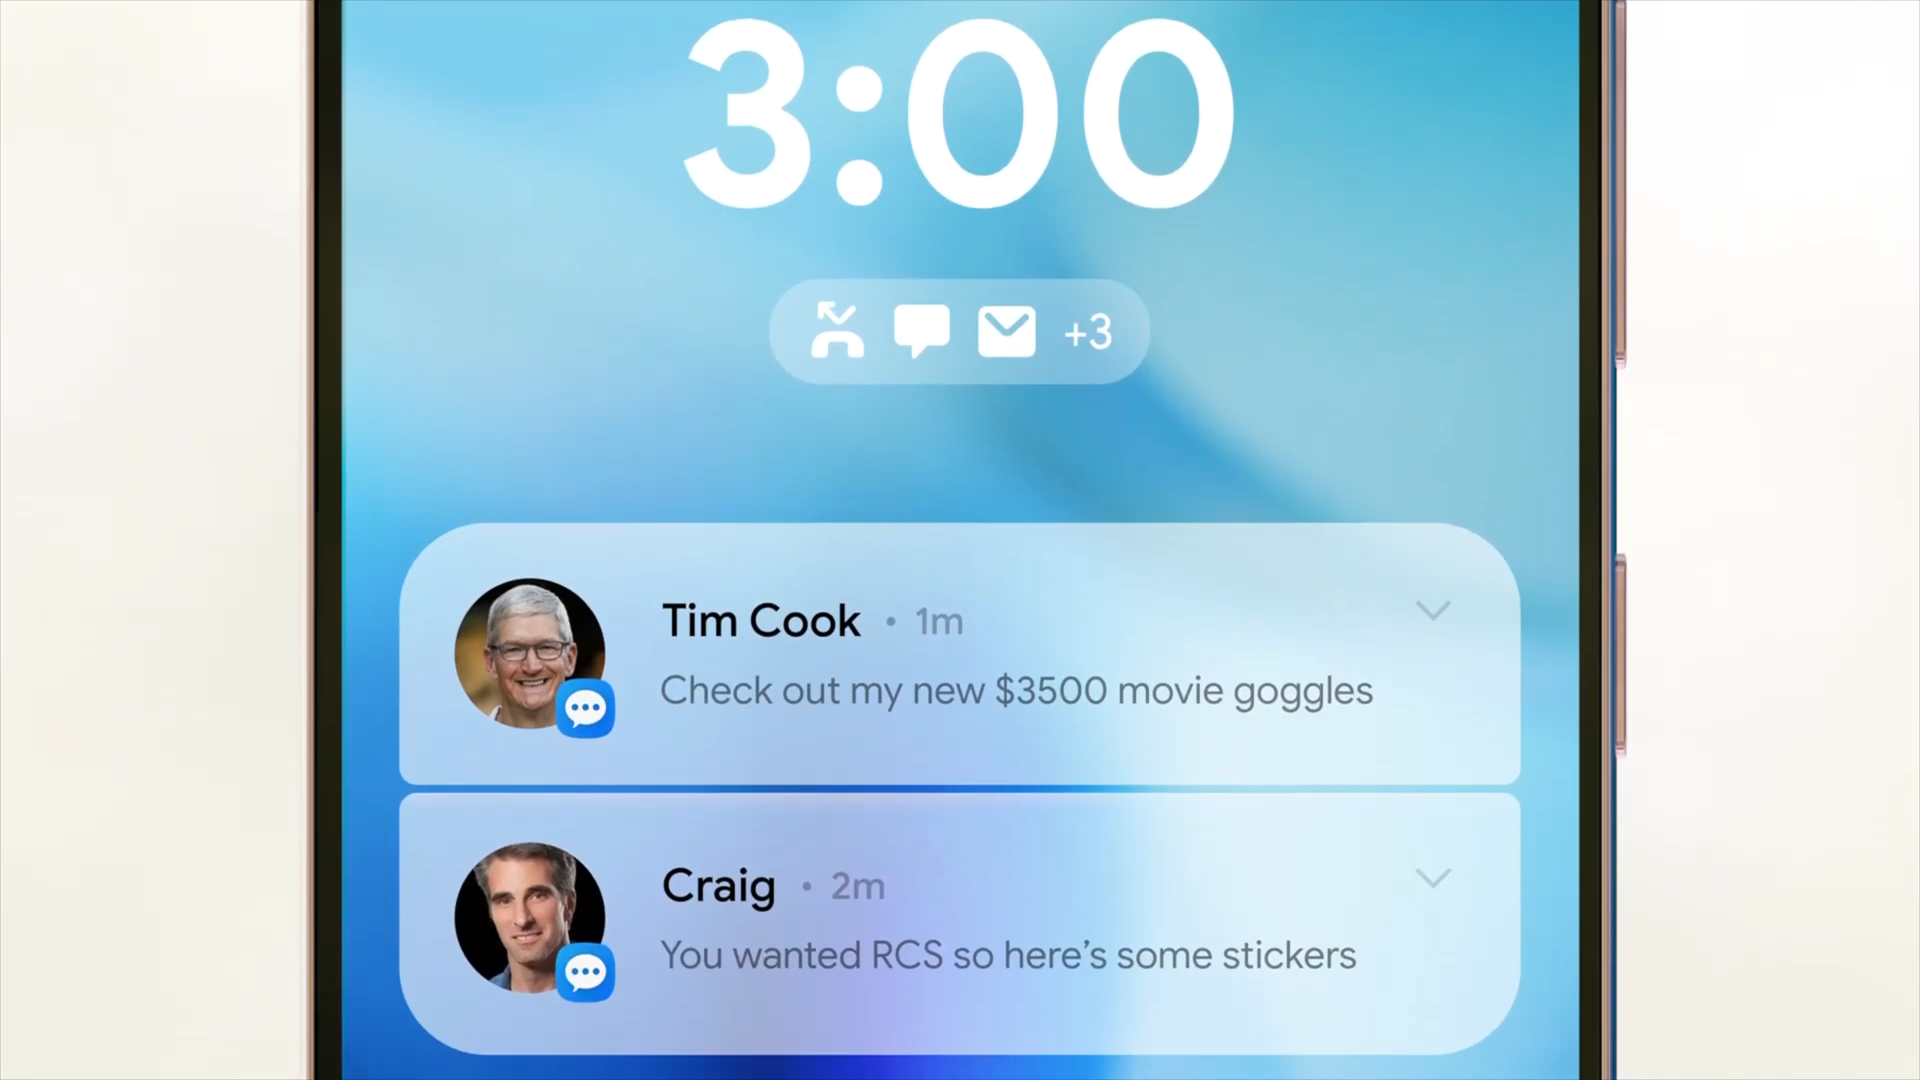 3:00
+3
Tim Cook • 1m
Check out my new $3500 movie goggles
Craig • 2m
You wanted RCS so here's some stickers